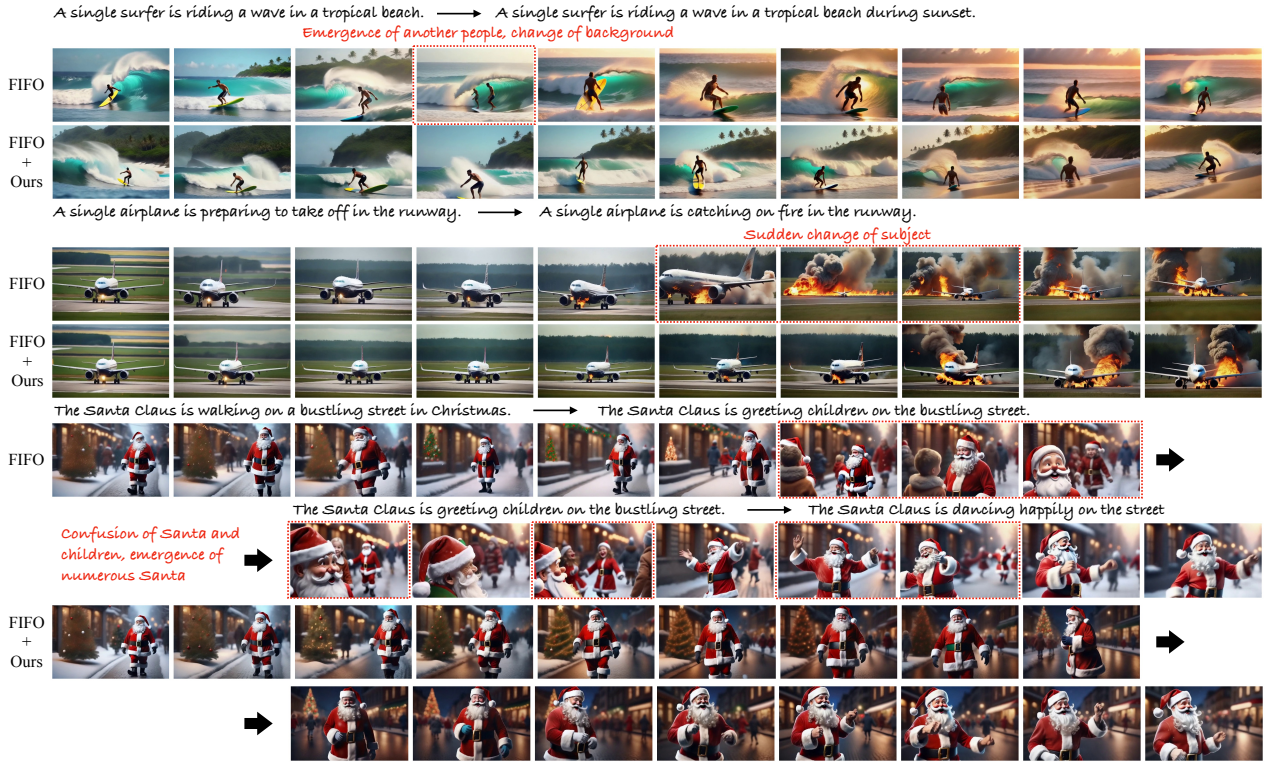 A single surfer is riding a wave in a tropical beach. → A single surfer is riding a wave in a tropical beach during sunset.
Emergence of another people, change of background
FIFO
FIFO
+
Ours
A single airplane is preparing to take off in the runway. → A single airplane is catching on fire in the runway.
Sudden change of subject
FIFO
FIFO
+
Ours
The Santa Claus is walking on a bustling street in Christmas. → The Santa Claus is greeting children on the bustling street.
FIFO
The Santa Claus is greeting children on the bustling street. → The Santa Claus is dancing happily on the street
Confusion of Santa and
children, emergence of
numerous Santa
FIFO
+
Ours